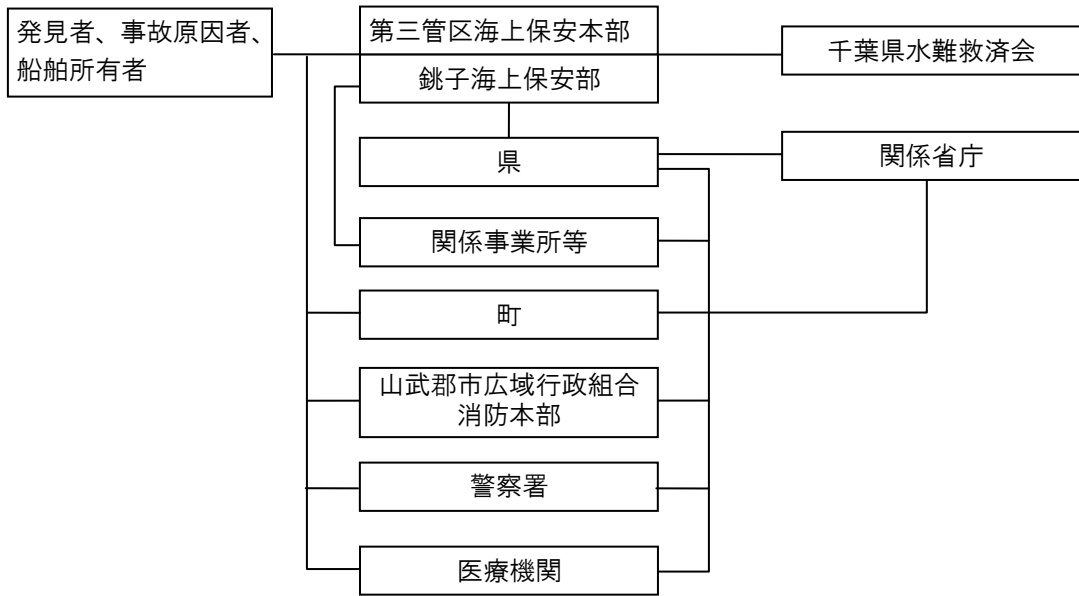 発見者、事故原因者、
船舶所有者
第三管区海上保安本部
銚子海上保安部
千葉県水難救済会
県
関係省庁
関係事業所等
町
山武郡市広域行政組合
消防本部
警察署
医療機関